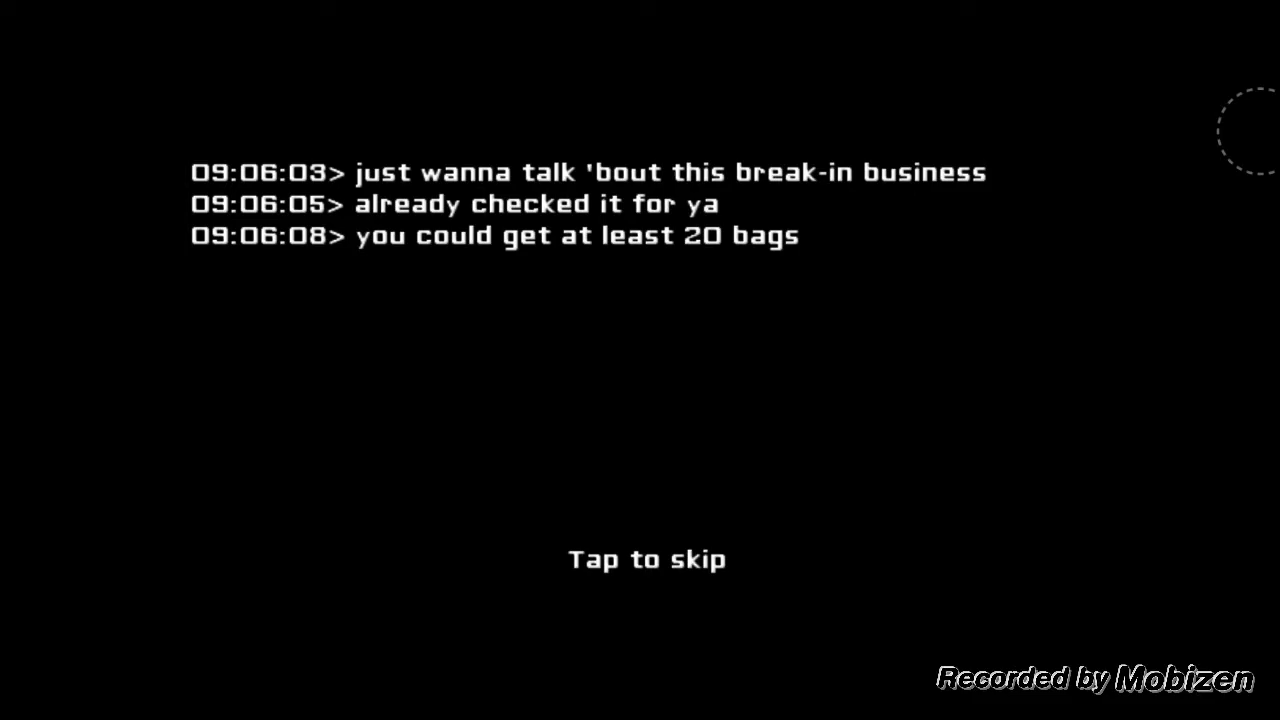 09:06:03> just wanna talk 'bout this break-in business
09:06:05> already checked it for ya
09:06:08> you could get at least 20 bags
Tap to skip
Recorded by Mobizen